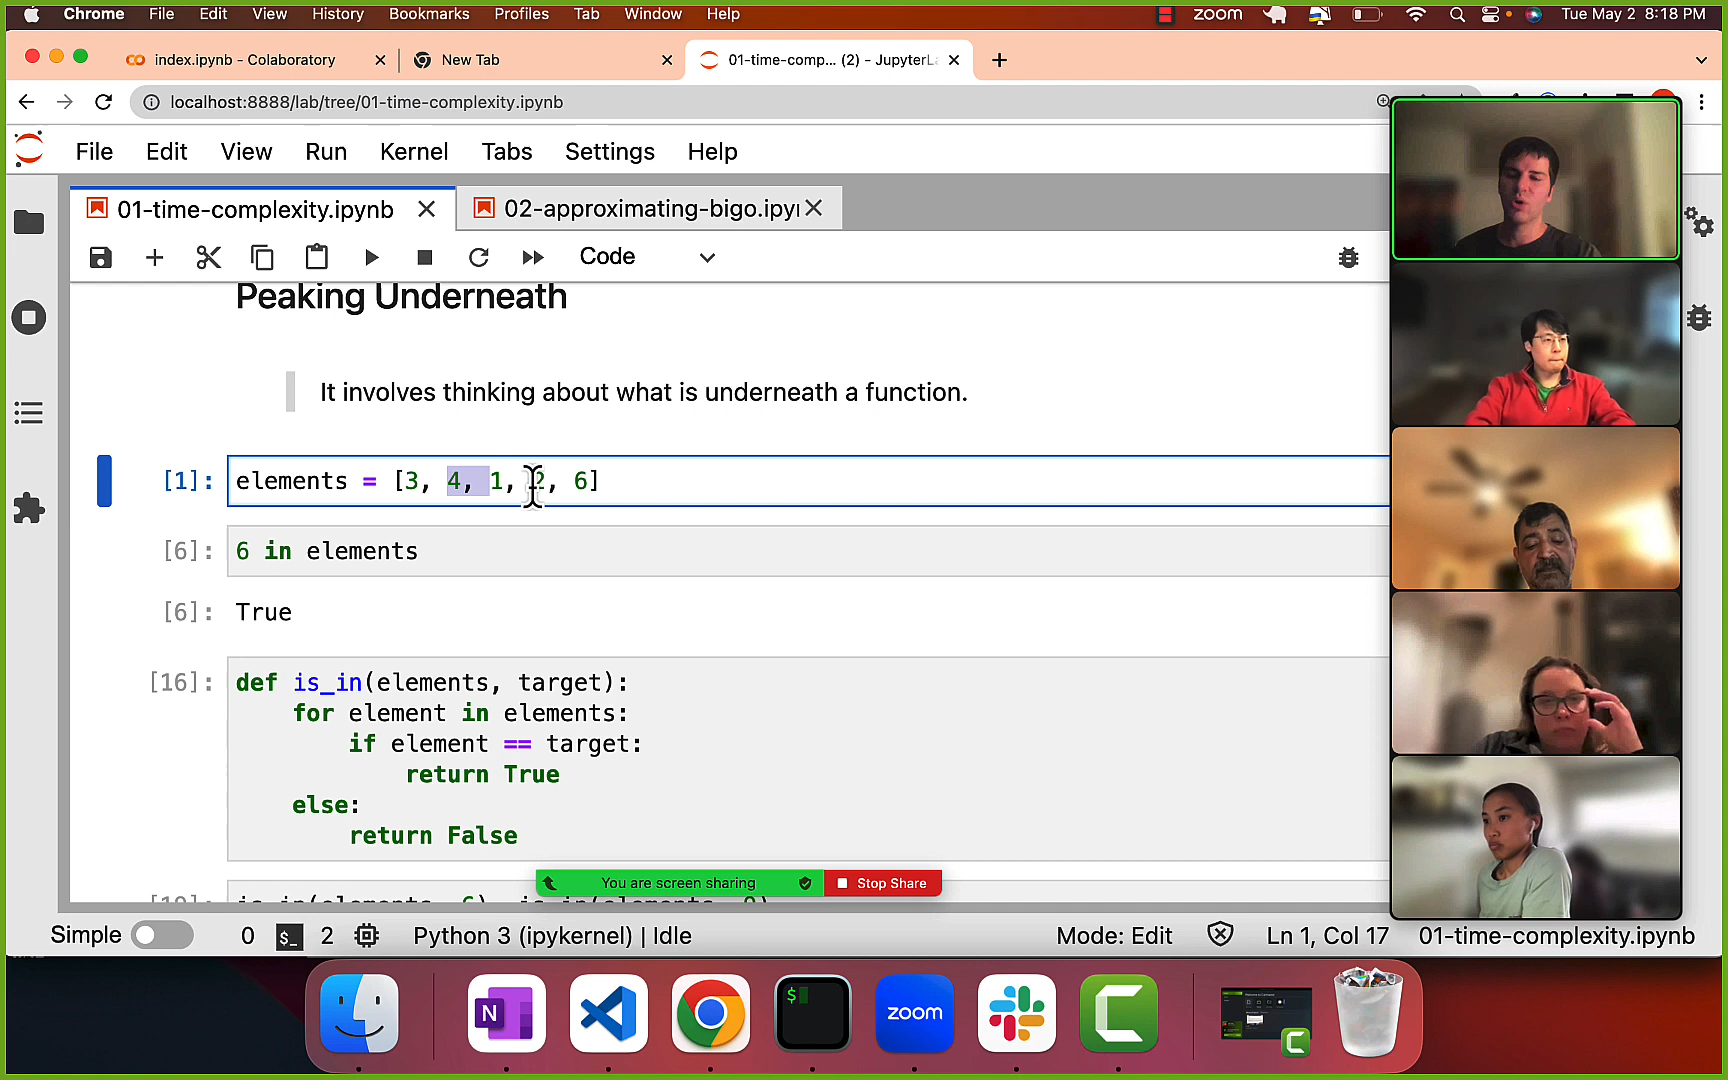 Chrome File Edit View History Bookmarks Profiles Tab Window Help zoom Tue May 2 8:18 PM
index.ipynb - Colaboratory New Tab 01-time-comp... (2) - JupyterLa
localhost:8888/lab/tree/01-time-complexity.ipynb
File Edit View Run Kernel Tabs Settings Help
01-time-complexity.ipynb 02-approximating-bigo.ipy
Code
Peaking Underneath
It involves thinking about what is underneath a function.
[1]: elements = [3, 4, 1, 2, 6]
[6]: 6 in elements
[6]: True
[16]: def is_in(elements, target):
for element in elements:
if element == target:
return True
else:
return False
You are screen sharing Stop Share
Simple 0 $_ 2 Python 3 (ipykernel) | Idle Mode: Edit Ln 1, Col 17 01-time-complexity.ipynb
N $ zoom C C